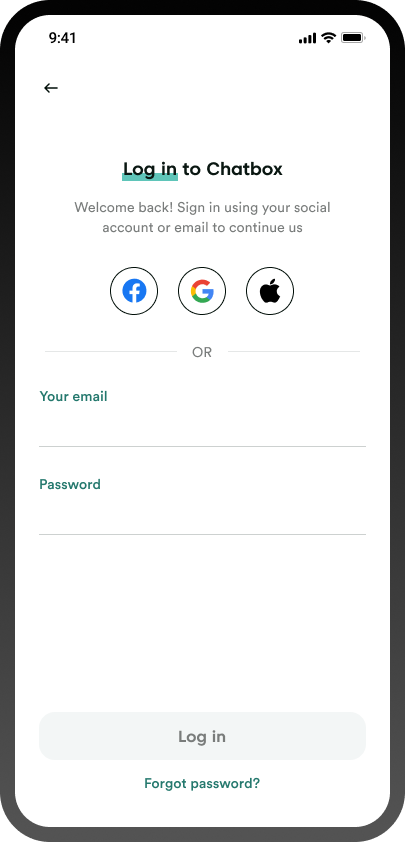 9:41
Log in to Chatbox
Welcome back! Sign in using your social
account or email to continue us
OR
Your email
Password
Log in
Forgot password?